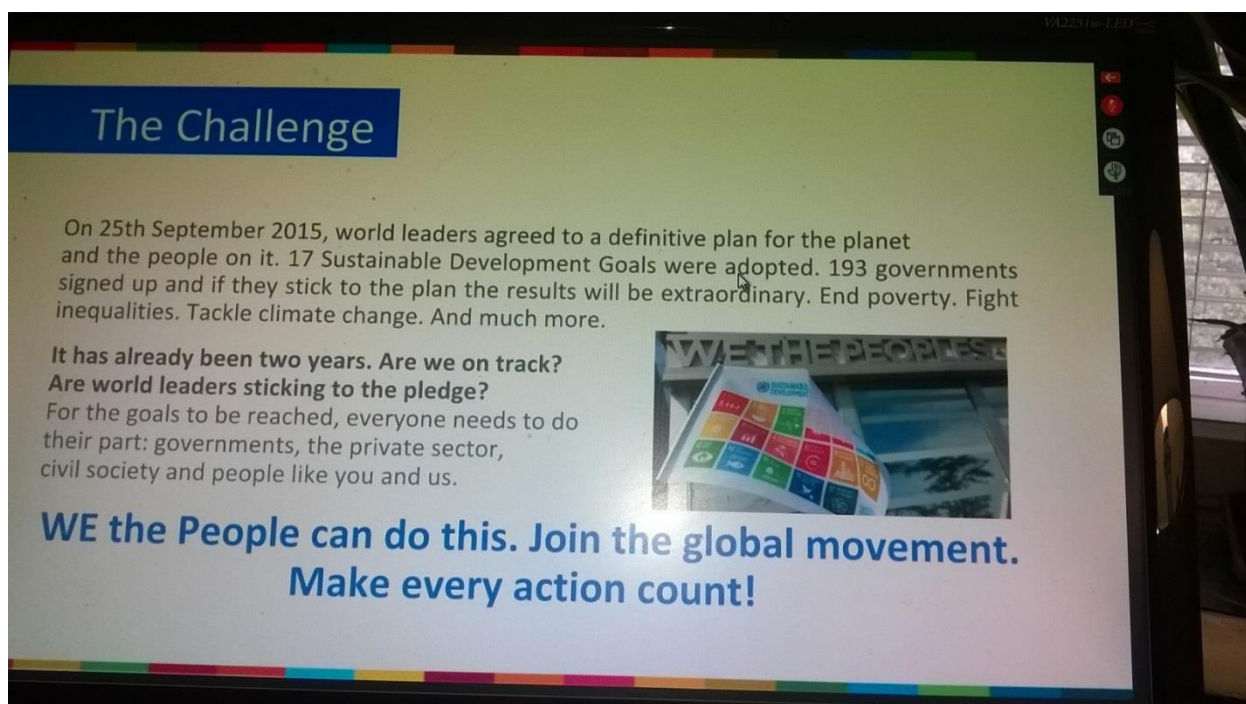 VA2231w-LED
The Challenge
On 25th September 2015, world leaders agreed to a definitive plan for the planet
and the people on it. 17 Sustainable Development Goals were adopted. 193 governments
signed up and if they stick to the plan the results will be extraordinary. End poverty. Fight
inequalities. Tackle climate change. And much more.
It has already been two years. Are we on track?
Are world leaders sticking to the pledge?
For the goals to be reached, everyone needs to do
their part: governments, the private sector,
civil society and people like you and us.
WE THE PEOPLES
SUSTAINABLE
DEVELOPMENT
WE the People can do this. Join the global movement.
Make every action count!